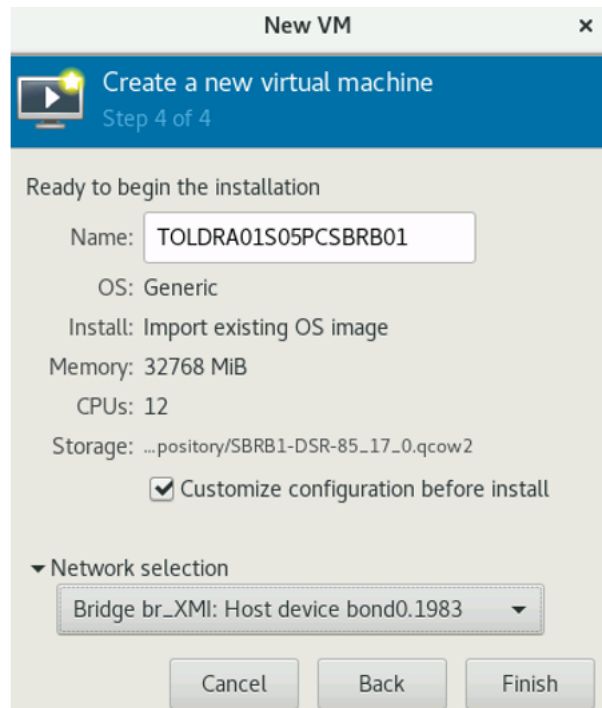 New VM ×
Create a new virtual machine
Step 4 of 4
Ready to begin the installation
Name: TOLDRA01S05PCSBRB01
OS: Generic
Install: Import existing OS image
Memory: 32768 MiB
CPUs: 12
Storage: ...pository/SBRB1-DSR-85_17_0.qcow2
Customize configuration before install
Network selection
Bridge br_XMI: Host device bond0.1983
Cancel Back Finish